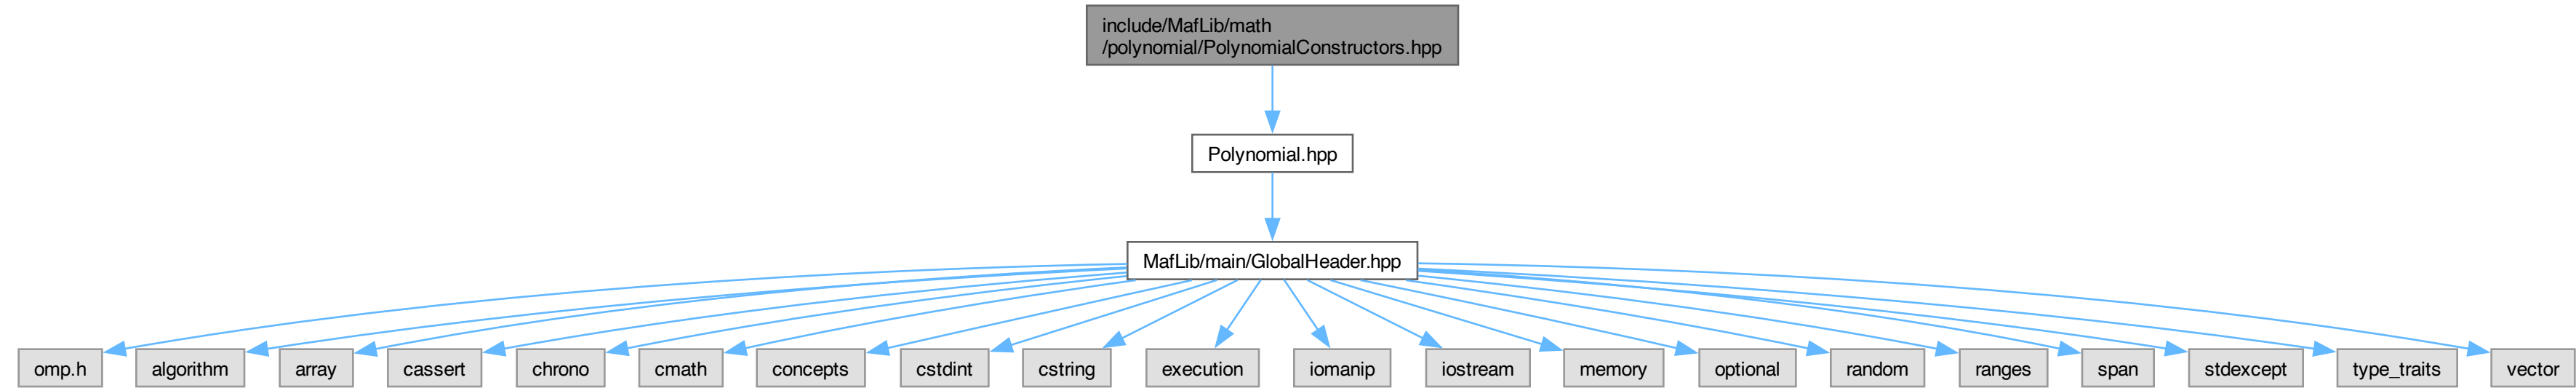 include/MafLib/math
/polynomial/PolynomialConstructors.hpp
Polynomial.hpp
MafLib/main/GlobalHeader.hpp
omp.h
algorithm
array
cassert
chrono
cmath
concepts
cstdint
cstring
execution
iomanip
iostream
memory
optional
random
ranges
span
stdexcept
type_traits
vector